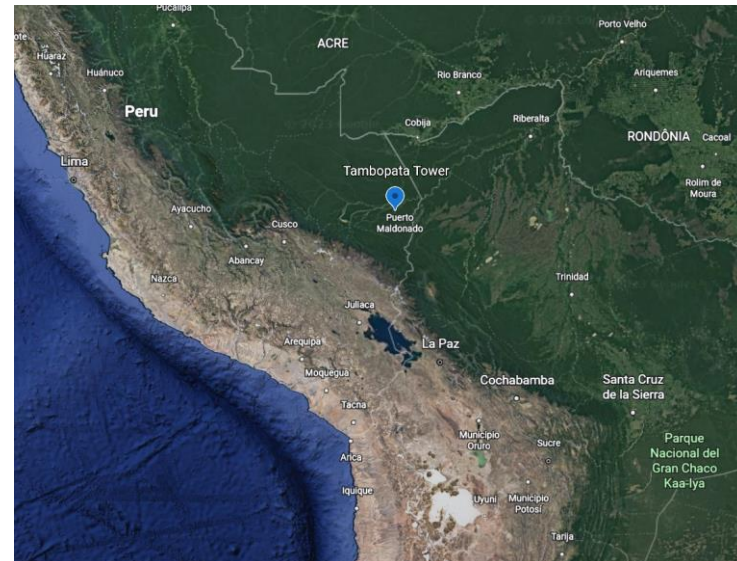 Pucallpa
Porto Velho
ACRE
Huaraz
Huánuco
Rio Branco
Ariquemes
Peru
Cobija
Riberalta
RONDÔNIA
Cacoal
Lima
Tambopata Tower
Rolim de
Moura
Ayacucho
Cusco
Puerto
Maldonado
Abancay
Nazca
Trinidad
Juliaca
Arequipa
La Paz
Moquegua
Cochabamba
Santa Cruz
de la Sierra
Tacna
Municipio
Oruro
Sucre
Parque
Nacional del
Gran Chaco
Kaa-Iya
Arica
Iquique
Uyuni
Municipio
Potosí
Tarija